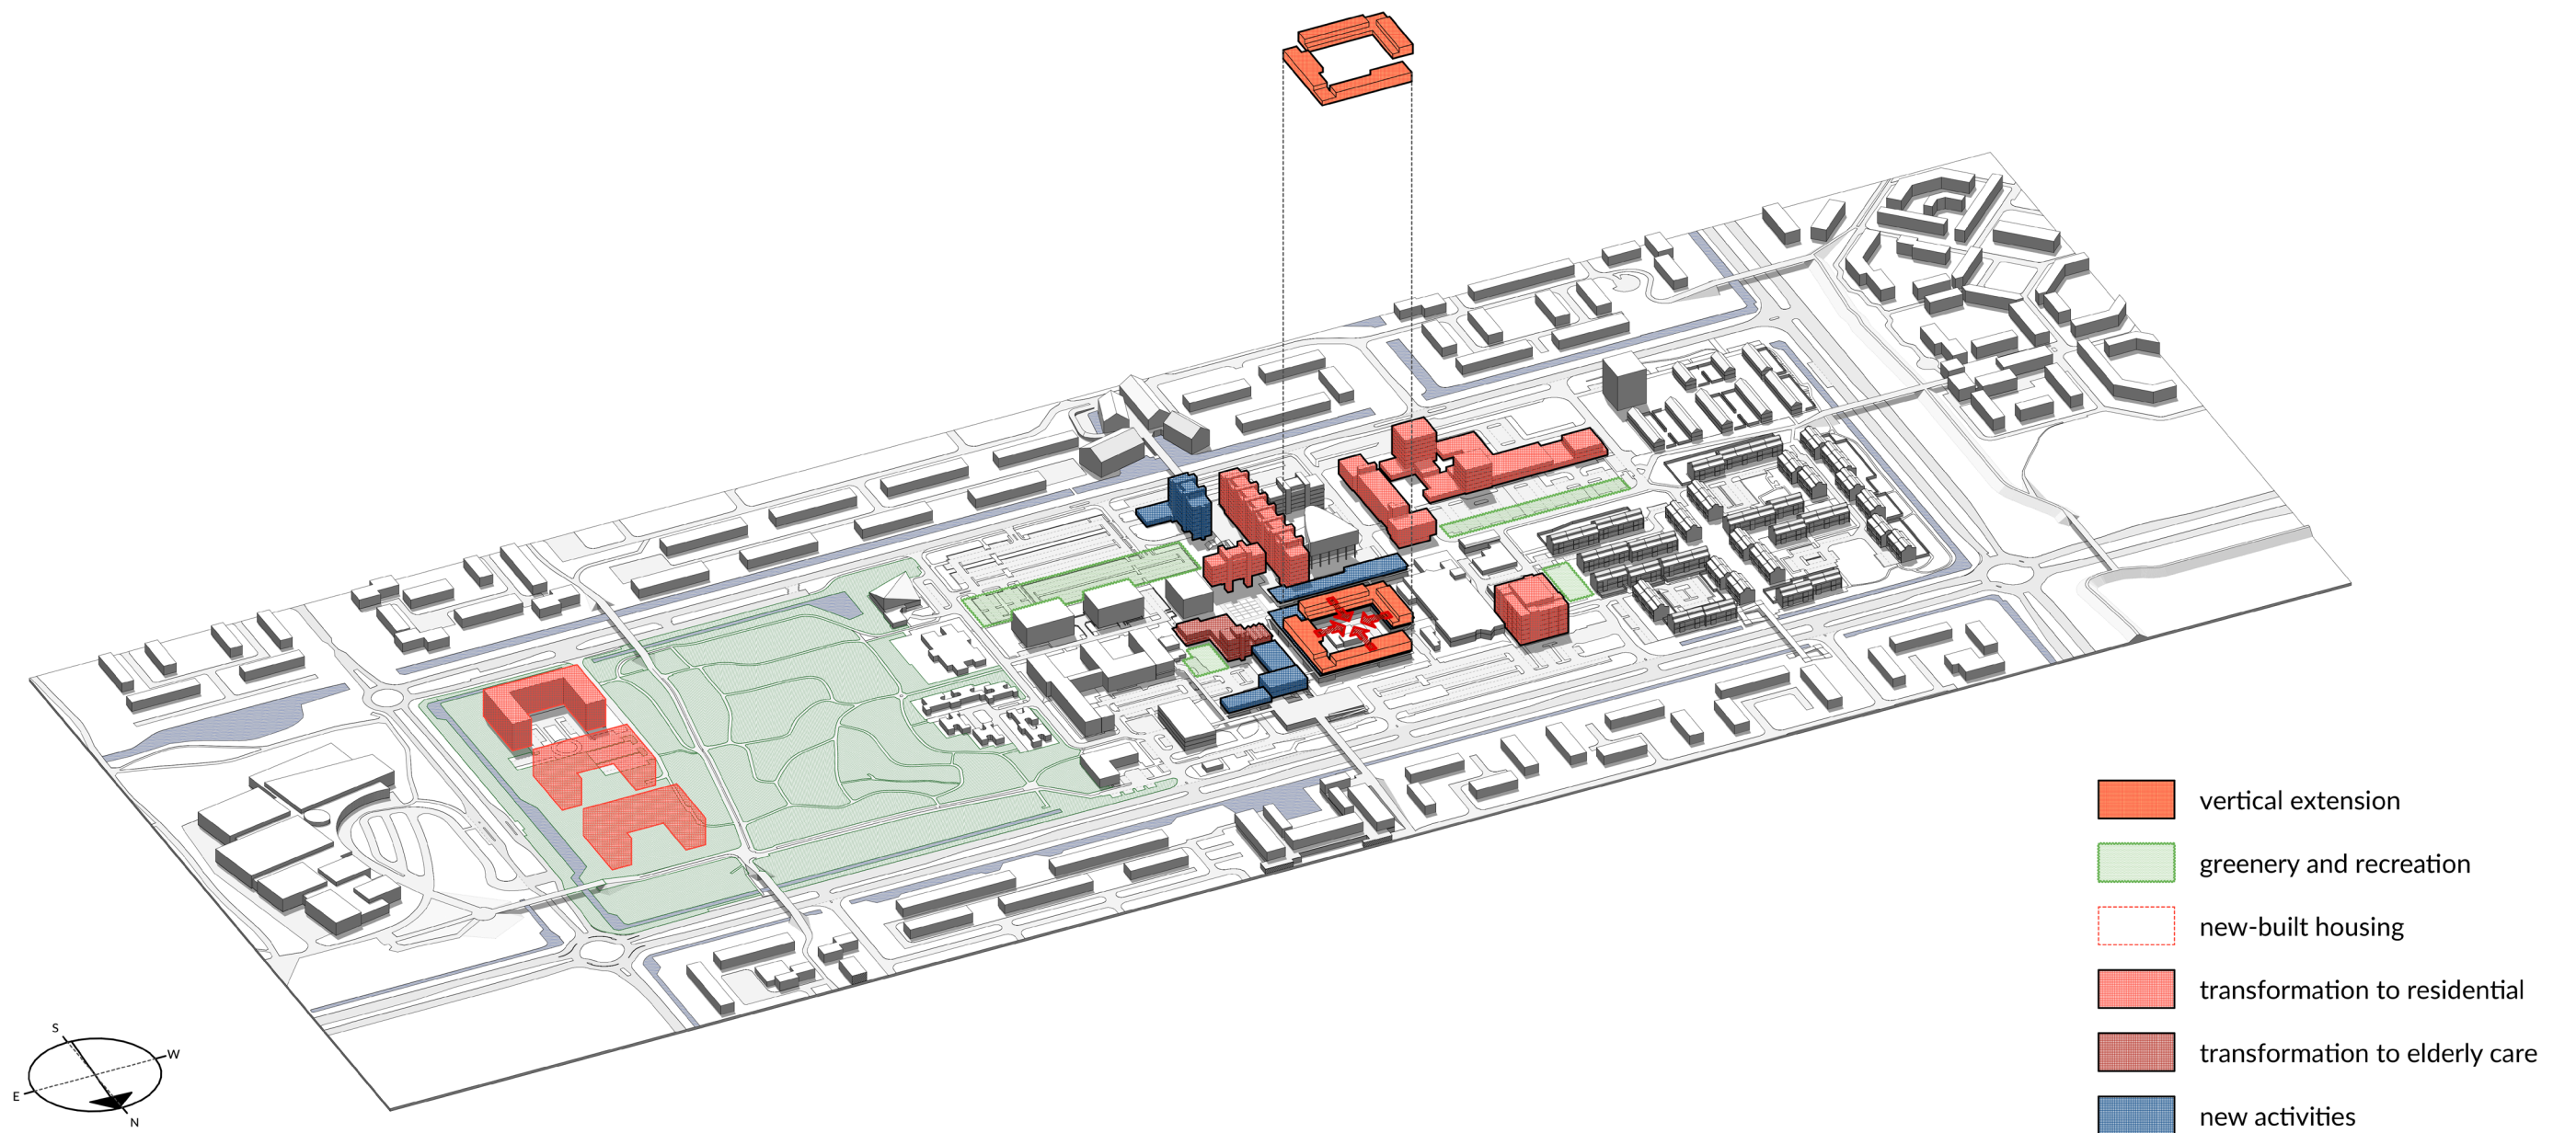 vertical extension
greenery and recreation
new-built housing
transformation to residential
transformation to elderly care
new activities
S
W
E
N